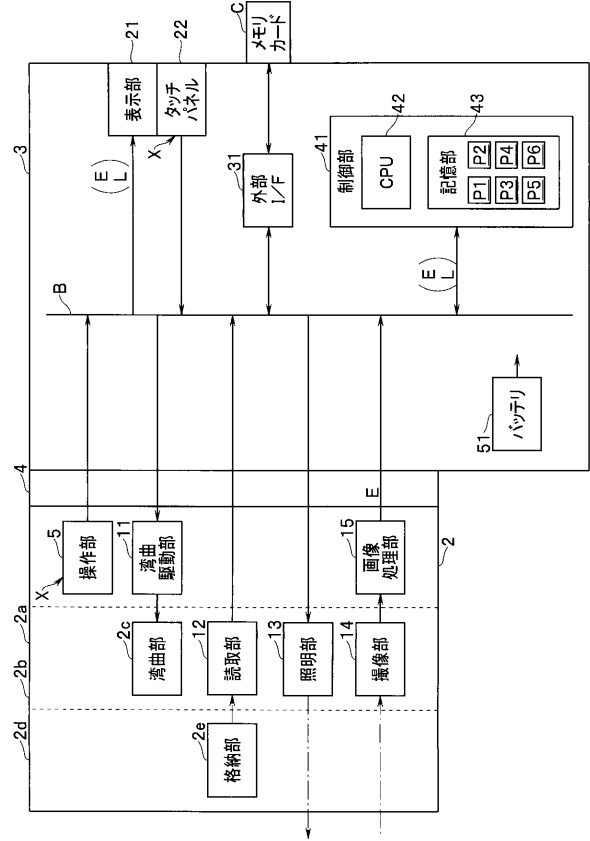 2d
2b
2a
4
3
X
5
操作部
11
湾曲
駆動部
2c
湾曲部
12
読取部
2e
格納部
13
照明部
14
撮像部
15
画像
処理部
E
2
B
(E
L)
表示部
21
タッチ
パネル
22
X
31
外部
I/F
C
メモリ
カード
41
制御部
42
CPU
43
記憶部
P1
P2
P3
P4
P5
P6
(E
L)
51
バッテリ